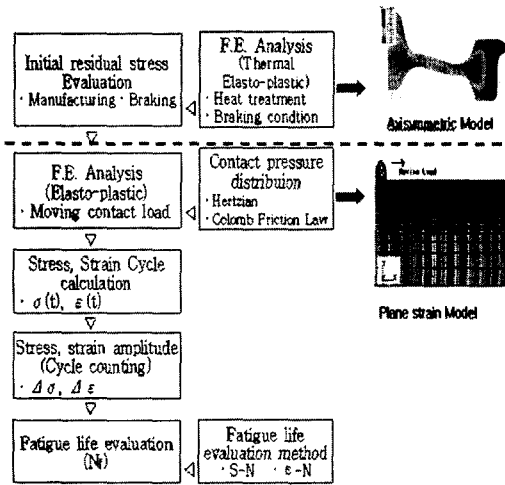 Initial residual stress
Evaluation
· Manufacturing · Braking
F.E. Analysis
(Thermal
Elasto-plastic)
· Heat treatment
· Braking condtion
Axisymmetric Model
F.E. Analysis
(Elasto-plastic)
· Moving contact load
Contact pressure
distribuion
· Hertzian
· Colomb Friction Law
Load
Plane strain Model
Stress, Strain Cycle
calculation
· σ(t), ε(t)
Stress, strain amplitude
(Cycle counting)
· Δσ, Δε
Fatigue life evaluation
(Nf)
Fatigue life
evaluation method
· S-N · ε-N